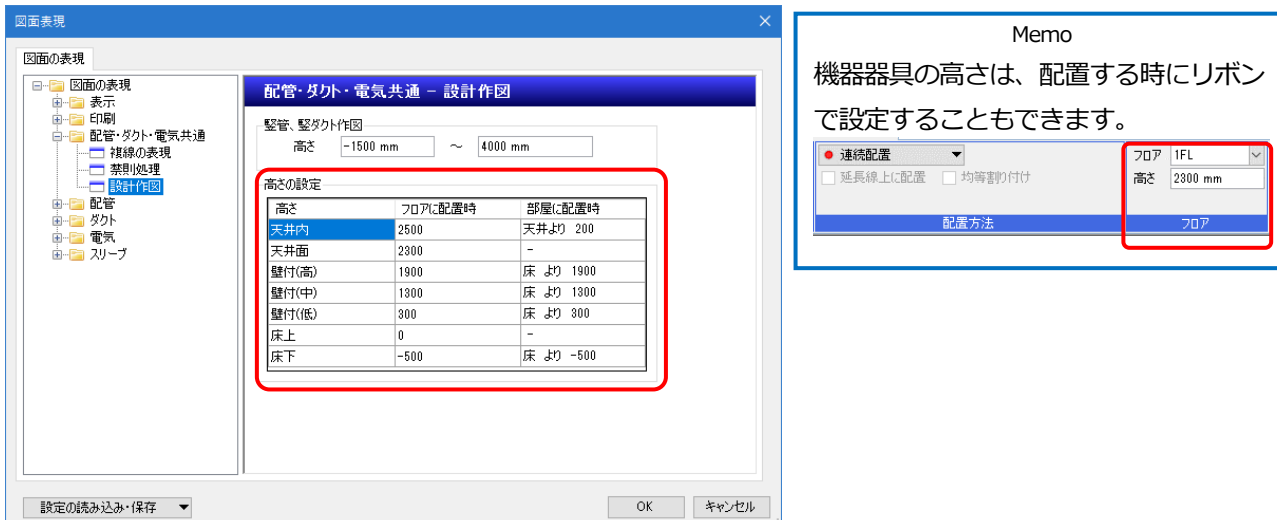 図面表現
図面の表現
図面の表現
表示
印刷
配管・ダクト・電気共通
複線の表現
禁則処理
設計作図
配管
ダクト
電気
スリーブ
配管・ダクト・電気共通 － 設計作図
竪管、竪ダクト作図
高さ -1500 mm ～ 4000 mm
高さの設定
高さ フロアに配置時 部屋に配置時
天井内 2500 天井より 200
天井面 2300 -
壁付(高) 1900 床 より 1900
壁付(中) 1300 床 より 1300
壁付(低) 300 床 より 300
床上 0 -
床下 -500 床 より -500
設定の読み込み・保存
OK キャンセル
Memo
機器器具の高さは、配置する時にリボン
で設定することもできます。
連続配置
延長線上に配置 均等割り付け
配置方法
フロア 1FL
高さ 2300 mm
フロア